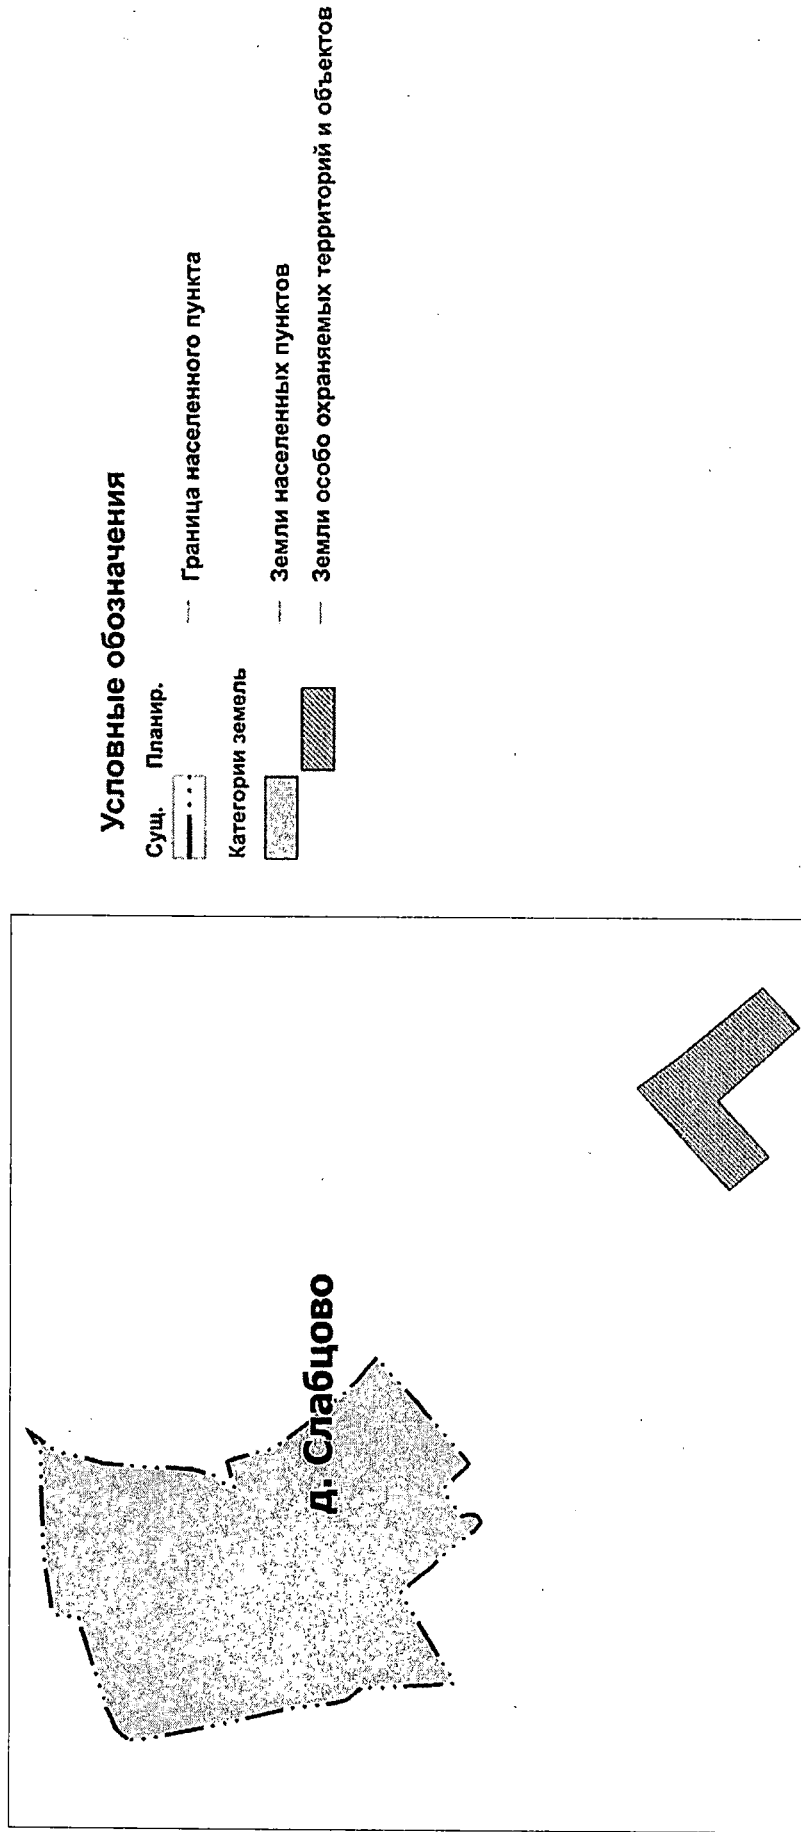 Условные обозначения
Сущ. Планир.
Граница населенного пункта
Категории земель
Земли населенных пунктов
Земли особо охраняемых территорий и объектов
д. Слабцово